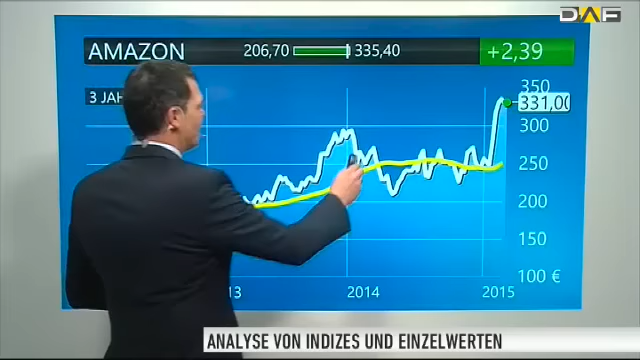 DAF
AMAZON 206,70 335,40 +2,39
3 JAH
350
331,00
300
250
200
150
100 €
13 2014 2015
ANALYSE VON INDIZES UND EINZELWERTEN